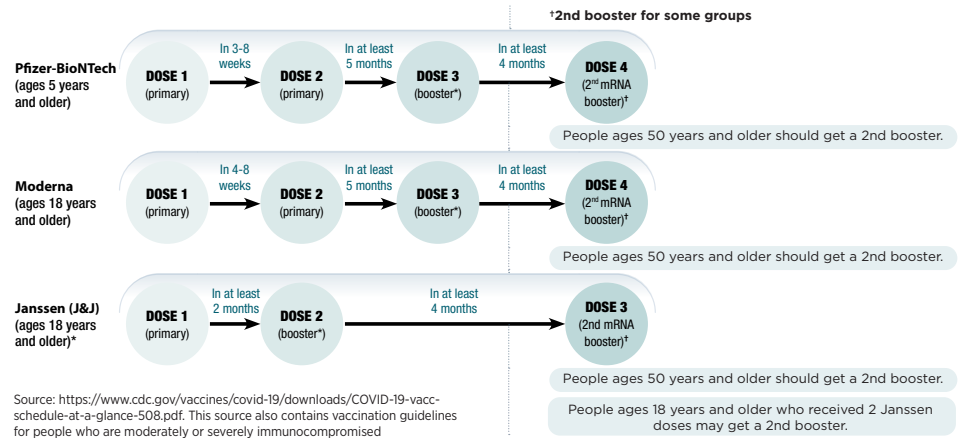 †2nd booster for some groups
Pfizer-BioNTech
(ages 5 years
and older)
DOSE 1
(primary)
In 3-8
weeks
DOSE 2
(primary)
In at least
5 months
DOSE 3
(booster*)
In at least
4 months
DOSE 4
(2nd mRNA
booster)†
People ages 50 years and older should get a 2nd booster.
Moderna
(ages 18 years
and older)
DOSE 1
(primary)
In 4-8
weeks
DOSE 2
(primary)
In at least
5 months
DOSE 3
(booster*)
In at least
4 months
DOSE 4
(2nd mRNA
booster)†
People ages 50 years and older should get a 2nd booster.
Janssen (J&J)
(ages 18 years
and older)*
DOSE 1
(primary)
In at least
2 months
DOSE 2
(booster*)
In at least
4 months
DOSE 3
(2nd mRNA
booster)†
People ages 50 years and older should get a 2nd booster.
People ages 18 years and older who received 2 Janssen
doses may get a 2nd booster.
Source: https://www.cdc.gov/vaccines/covid-19/downloads/COVID-19-vacc-
schedule-at-a-glance-508.pdf. This source also contains vaccination guidelines
for people who are moderately or severely immunocompromised